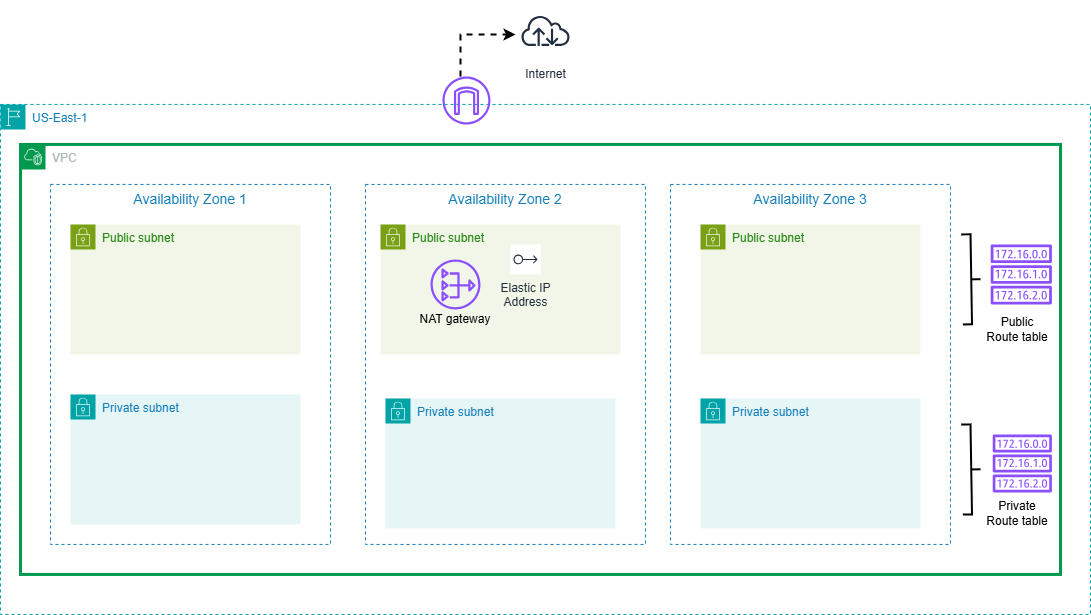 Internet
US-East-1
VPC
Availability Zone 1
Availability Zone 2
Availability Zone 3
Public subnet
Public subnet
Public subnet
NAT gateway
Elastic IP
Address
172.16.0.0
172.16.1.0
172.16.2.0
Public
Route table
Private subnet
Private subnet
Private subnet
172.16.0.0
172.16.1.0
172.16.2.0
Private
Route table